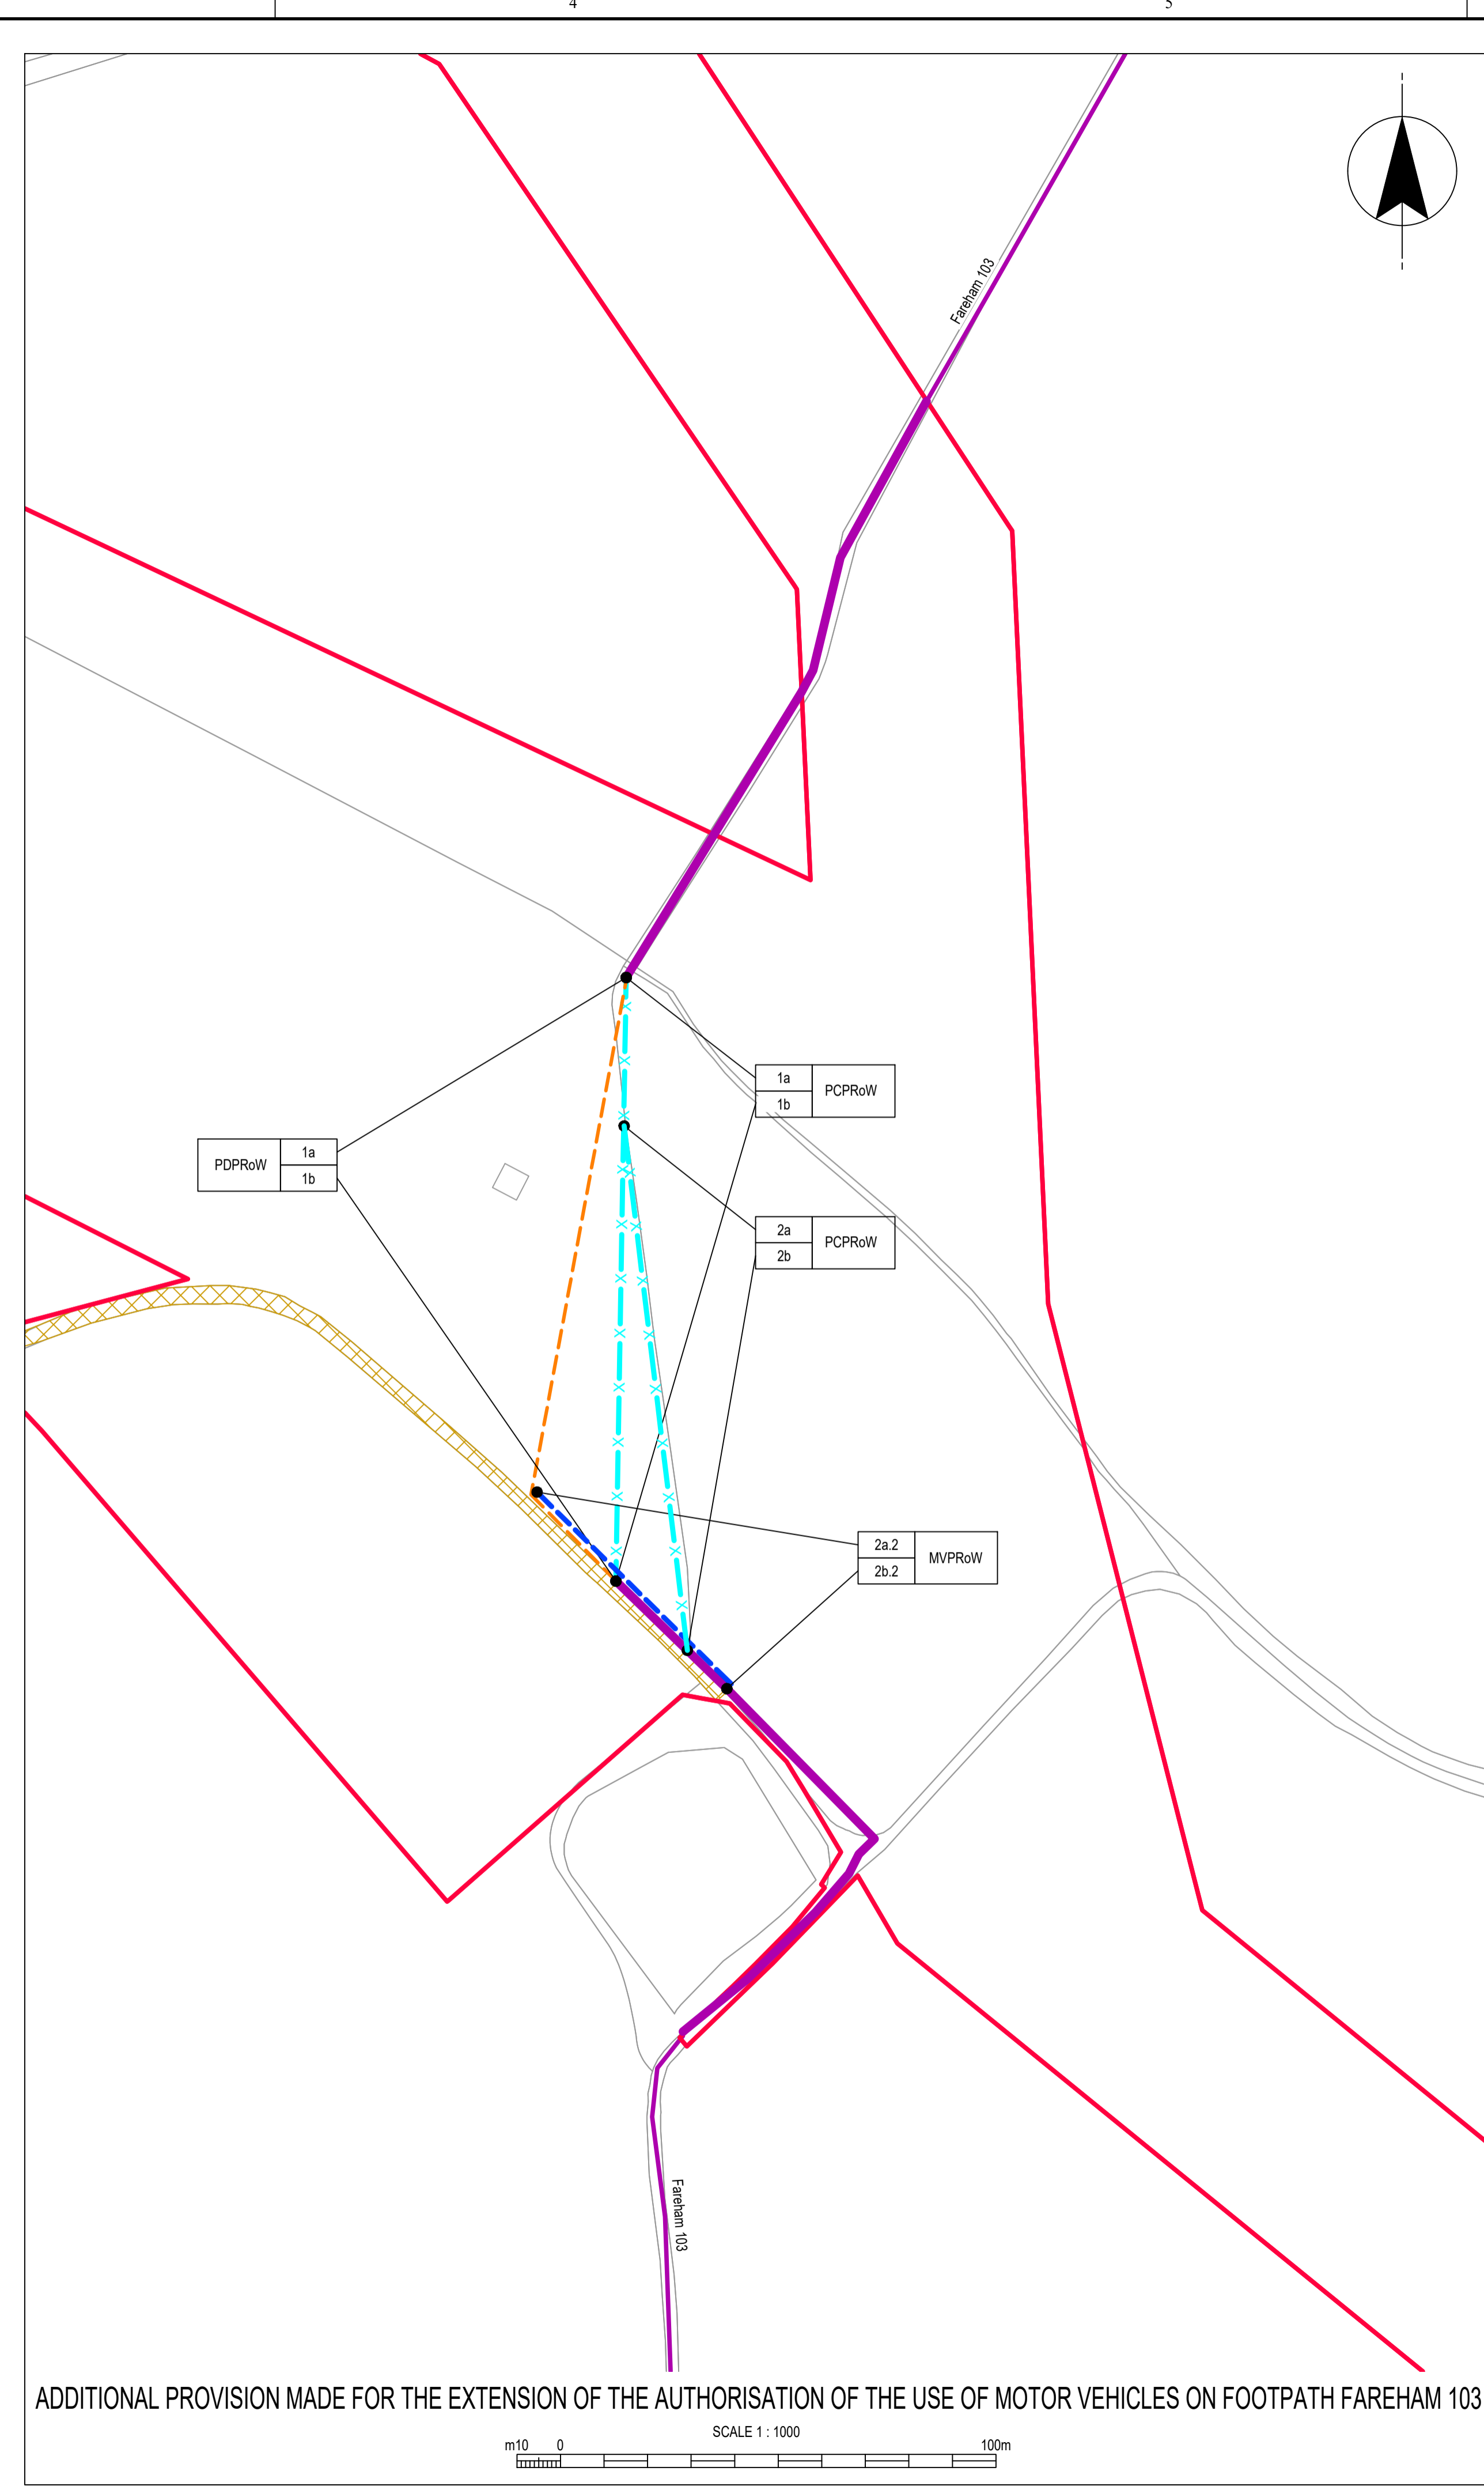 4
5
Fareham 103
1a
1b
PCPRoW
PDPRoW
1a
1b
2a
2b
PCPRoW
2a.2
2b.2
MVPRoW
Fareham 103
ADDITIONAL PROVISION MADE FOR THE EXTENSION OF THE AUTHORISATION OF THE USE OF MOTOR VEHICLES ON FOOTPATH FAREHAM 103
SCALE 1 : 1000
m10 0 100m